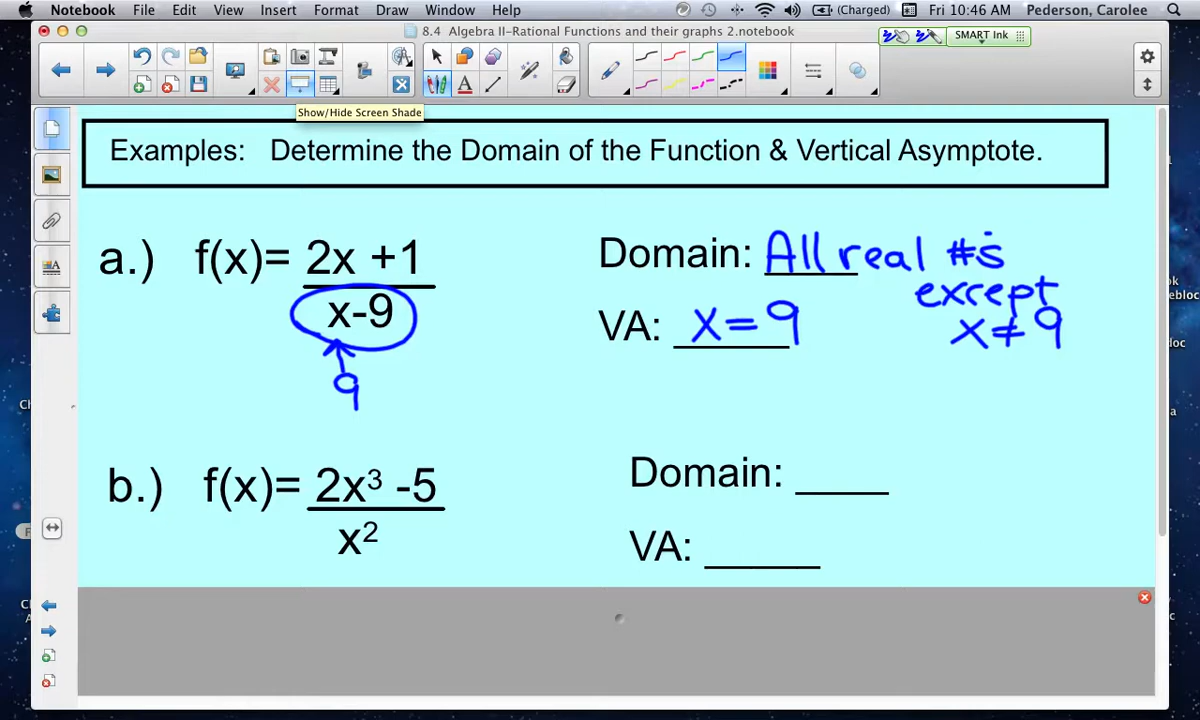 Notebook File Edit View Insert Format Draw Window Help (Charged) Fri 10:46 AM Pederson, Carolee
8.4 Algebra II-Rational Functions and their graphs 2.notebook
SMART Ink
Show/Hide Screen Shade
Examples: Determine the Domain of the Function & Vertical Asymptote.
a.) f(x)= 2x +1
x-9
9
Domain: All real #s
except
x≠9
VA: x=9
b.) f(x)= 2x³ -5
x²
Domain: ____
VA: _____